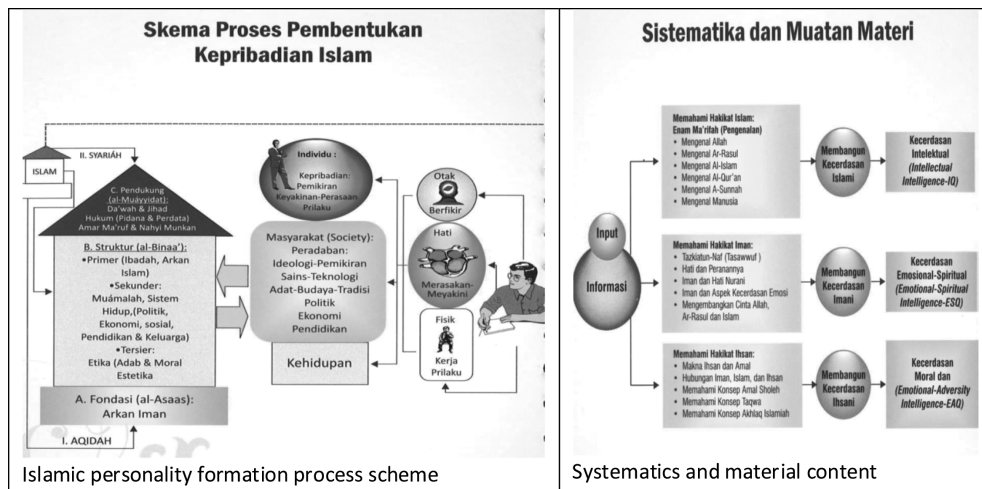 Skema Proses Pembentukan
Kepribadian Islam
II. SYARIÁH
ISLAM
C. Pendukung
(al-Muáyyidat):
Da'wah & Jihad
Hukum (Pidana & Perdata)
Amar Ma'ruf & Nahyi Munkan
B. Struktur (al-Binaa'):
•Primer (Ibadah, Arkan
Islam)
•Sekunder:
Muámalah, Sistem
Hidup,(Politik,
Ekonomi, sosial,
Pendidikan & Keluarga)
•Tersier:
Etika (Adab & Moral
Estetika
A. Fondasi (al-Asaas):
Arkan Iman
I. AQIDAH
Individu :
Kepribadian:
Pemikiran
Keyakinan-Perasaan
Prilaku
Masyarakat (Society):
Peradaban:
Ideologi-Pemikiran
Sains-Teknologi
Adat-Budaya-Tradisi
Politik
Ekonomi
Pendidikan
Kehidupan
Otak
Berfikir
Hati
Merasakan-
Meyakini
Fisik
Kerja
Prilaku
Islamic personality formation process scheme
Sistematika dan Muatan Materi
Input
Informasi
Memahami Hakikat Islam:
Enam Ma'rifah (Pengenalan)
• Mengenal Allah
• Mengenal Ar-Rasul
• Mengenal Al-Islam
• Mengenal Al-Qur'an
• Mengenal A-Sunnah
• Mengenal Manusia
Membangun
Kecerdasan
Islami
Kecerdasan
Intelektual
(Intellectual
Intelligence-IQ)
Memahami Hakikat Iman:
• Tazkiatun-Naf (Tasawwuf )
• Hati dan Peranannya
• Iman dan Hati Nurani
• Iman dan Aspek Kecerdasan Emosi
• Mengembangkan Cinta Allah,
Ar-Rasul dan Islam
Membangun
Kecerdasan
Imani
Kecerdasan
Emosional-Spiritual
(Emotional-Spiritual
Intelligence-ESQ)
Memahami Hakikat Ihsan:
• Makna Ihsan dan Amal
• Hubungan Iman, Islam, dan Ihsan
• Memahami Konsep Amal Sholeh
• Memahami Konsep Taqwa
• Memahami Konsep Akhlaq Islamiah
Membangun
Kecerdasan
Ihsani
Kecerdasan
Moral dan
(Emotional-Adversity
Intelligence-EAQ)
Systematics and material content